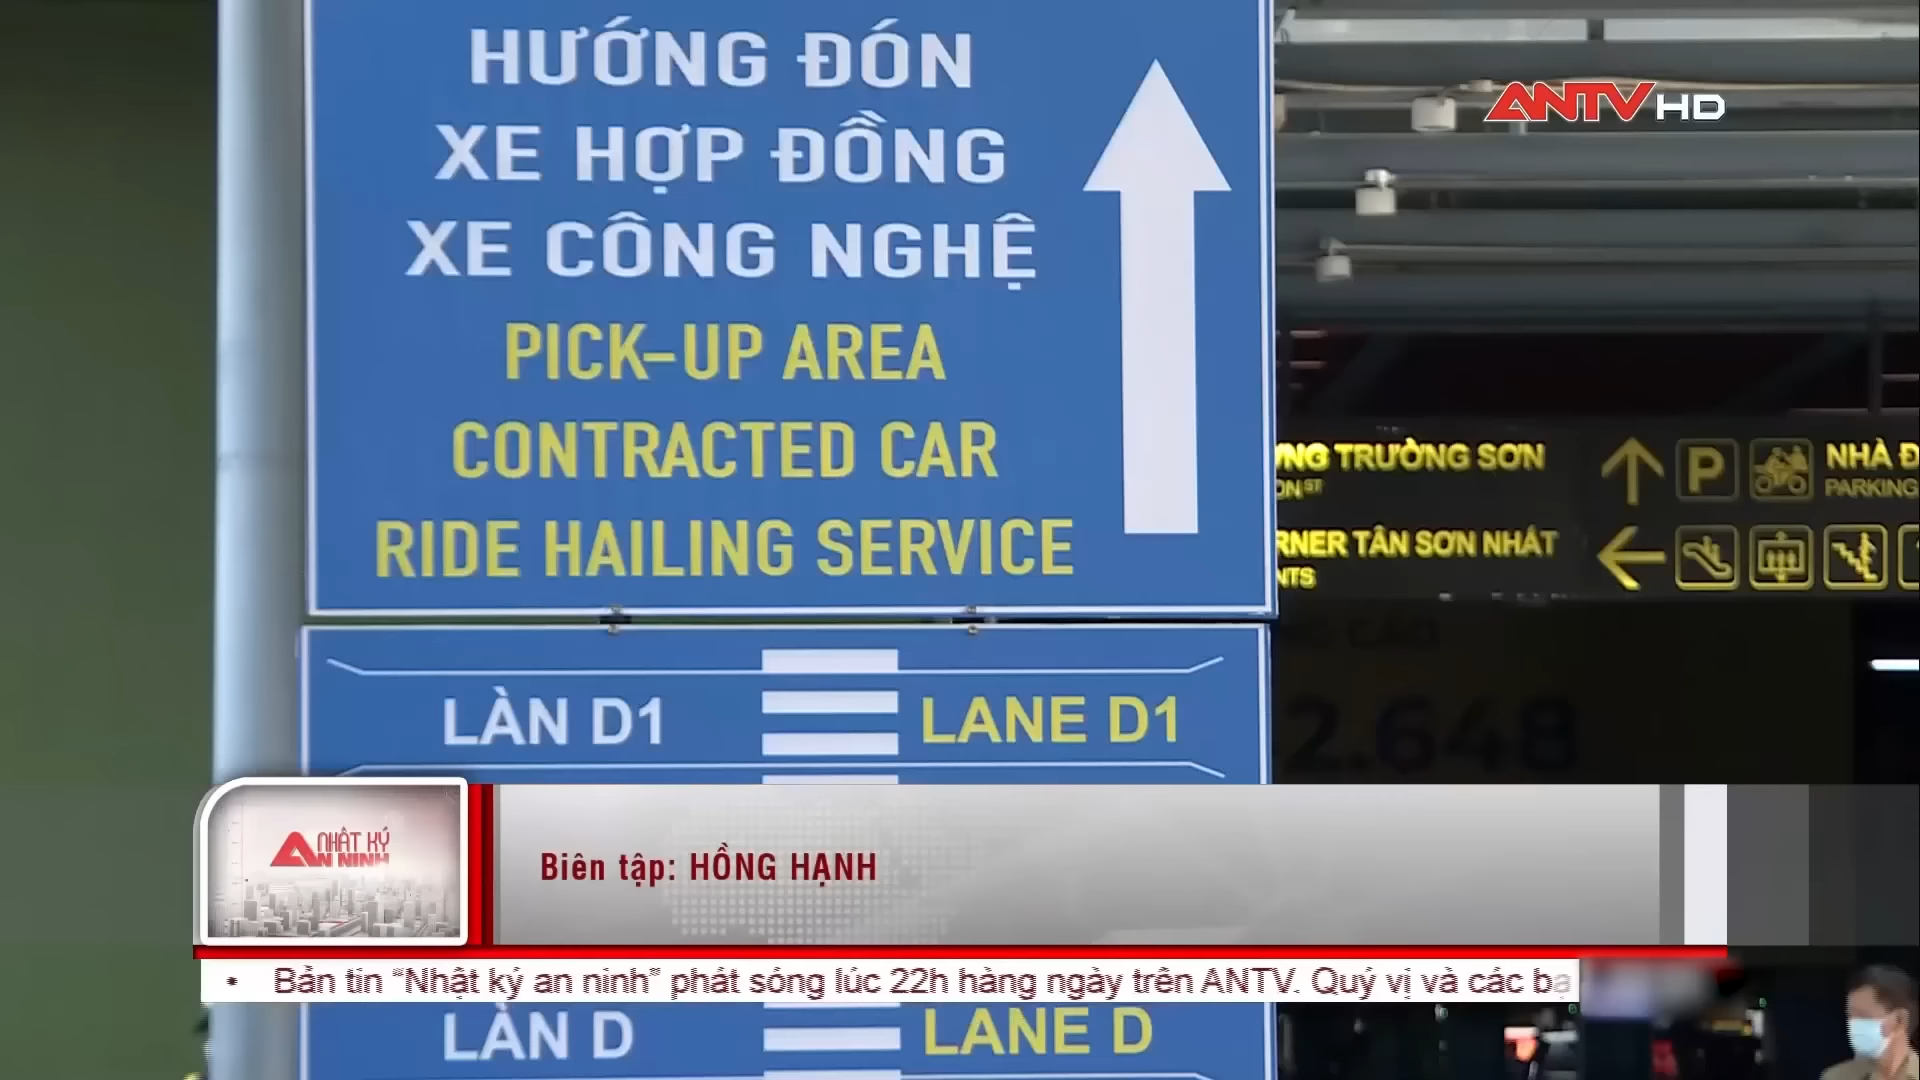 HƯỚNG ĐÓN
XE HỢP ĐỒNG
XE CÔNG NGHỆ
PICK-UP AREA
CONTRACTED CAR
RIDE HAILING SERVICE
ANTV HD
TRƯỜNG SƠN
ST
P
NHÀ
PARKING
TÂN SƠN NHẤT
LÀN D1
LANE D1
2.648
NHẬT KÝ
AN NINH
Biên tập: HỒNG HẠNH
• Bản tin “Nhật ký an ninh” phát sóng lúc 22h hàng ngày trên ANTV. Quý vị và các bạ
LÀN D
LANE D